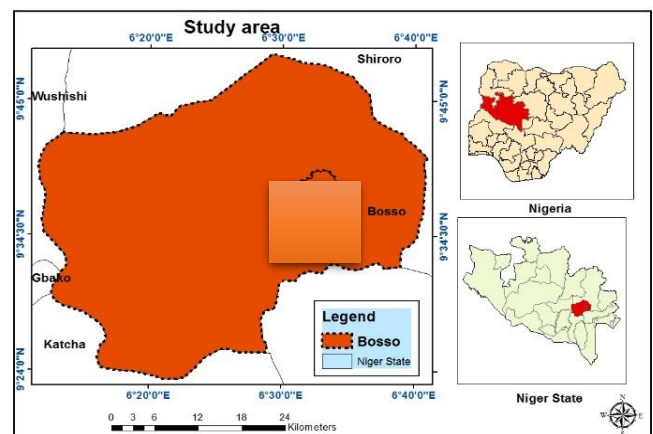 Study area
6°20'0"E 6°30'0"E 6°40'0"E
Shiroro
Wushishi
9°45'0"N 9°45'0"N
Bosso
9°34'30"N 9°34'30"N
Gbako
Katcha
9°24'0"N 9°24'0"N
Legend
Bosso
Niger State
6°20'0"E 6°30'0"E 6°40'0"E
0 3 6 12 18 24
Kilometers
Nigeria
Niger State
N
W E
S